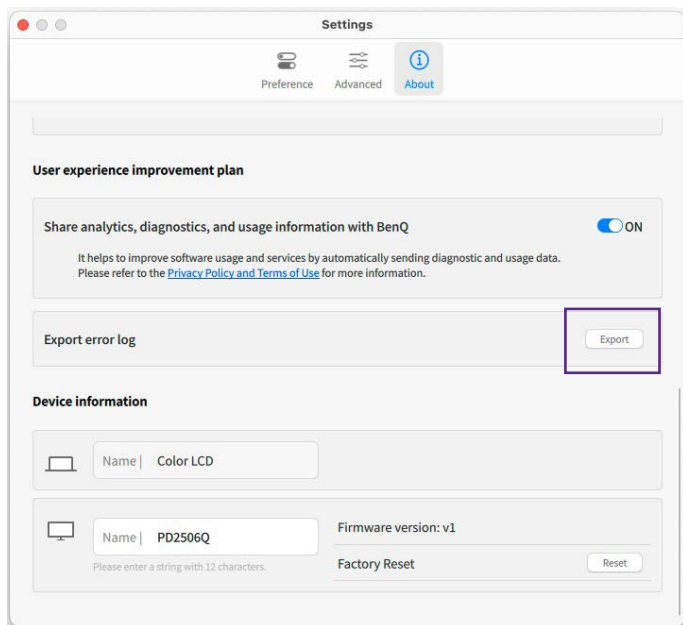 Settings
Preference
Advanced
About
User experience improvement plan
Share analytics, diagnostics, and usage information with BenQ
ON
It helps to improve software usage and services by automatically sending diagnostic and usage data.
Please refer to the Privacy Policy and Terms of Use for more information.
Export error log
Export
Device information
Name | Color LCD
Name | PD2506Q
Please enter a string with 12 characters.
Firmware version: v1
Factory Reset
Reset